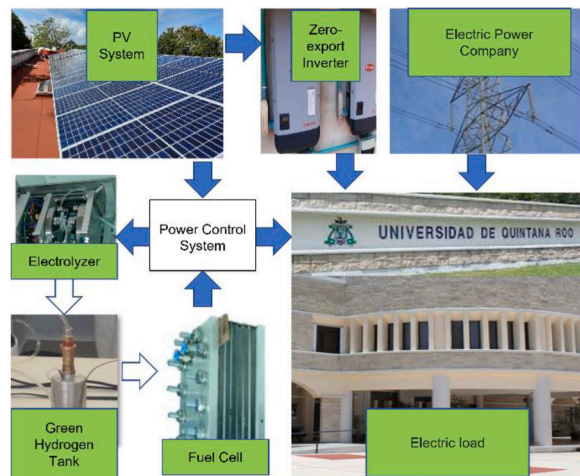 PV
System
Zero-
export
Inverter
Electric Power
Company
Electrolyzer
Power Control
System
UNIVERSIDAD DE QUINTANA ROO
Green
Hydrogen
Tank
Fuel Cell
Electric load